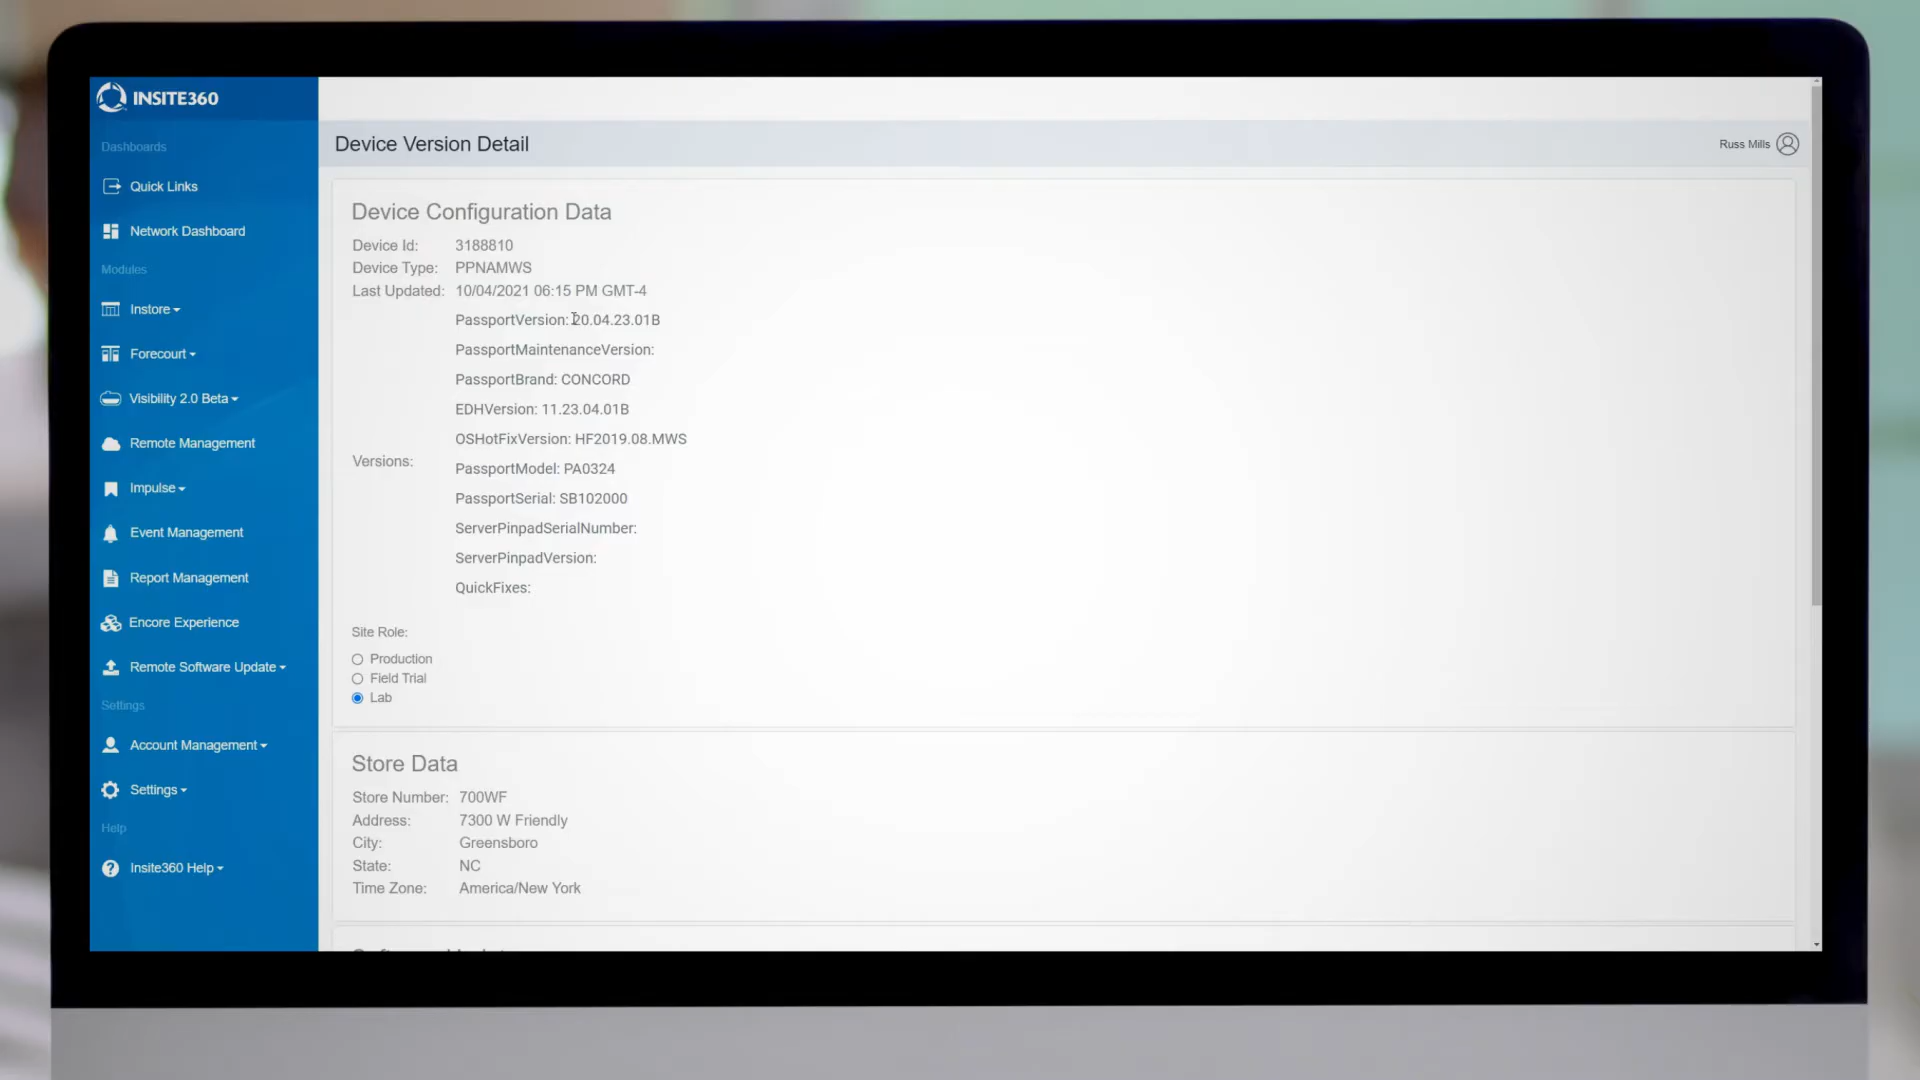 INSITE360
Dashboards
Quick Links
Network Dashboard
Modules
Instore
Forecourt
Visibility 2.0 Beta
Remote Management
Impulse
Event Management
Report Management
Encore Experience
Remote Software Update
Settings
Account Management
Settings
Help
Insite360 Help
Device Version Detail
Russ Mills
Device Configuration Data
Device Id: 3188810
Device Type: PPNAMWS
Last Updated: 10/04/2021 06:15 PM GMT-4
Versions:
PassportVersion: 20.04.23.01B
PassportMaintenanceVersion:
PassportBrand: CONCORD
EDHVersion: 11.23.04.01B
OSHotFixVersion: HF2019.08.MWS
PassportModel: PA0324
PassportSerial: SB102000
ServerPinpadSerialNumber:
ServerPinpadVersion:
QuickFixes:
Site Role:
Production
Field Trial
Lab
Store Data
Store Number: 700WF
Address: 7300 W Friendly
City: Greensboro
State: NC
Time Zone: America/New York